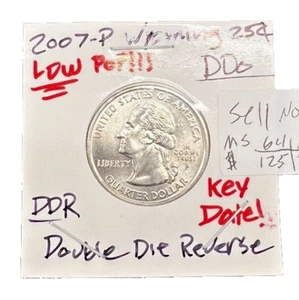 2007-P Wyoming 25¢
LOW POP!!! DDO
UNITED STATES OF AMERICA
LIBERTY
IN GOD WE TRUST
P
QUARTER DOLLAR
Sell No
MS 64
$ 125
DDR
Key Date!
Double Die Reverse